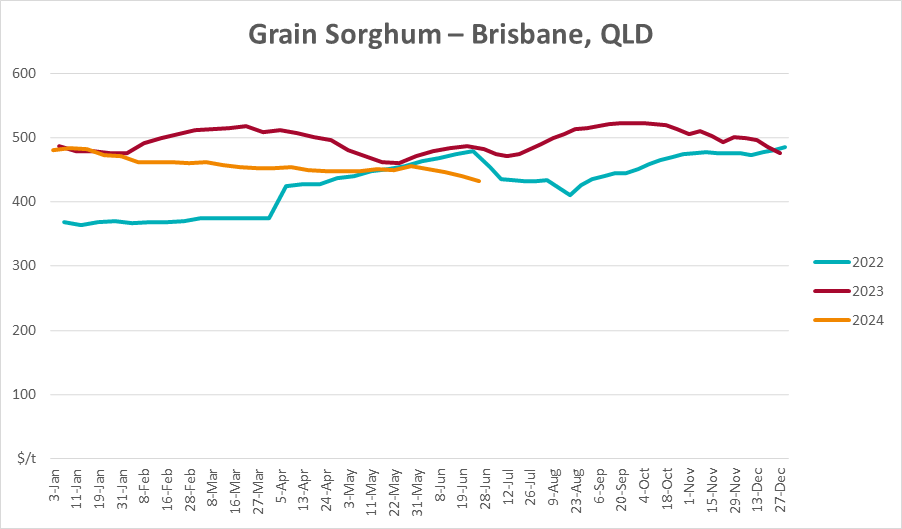 Grain Sorghum – Brisbane, QLD
600
500
400
300
200
100
$/t
3-Jan
11-Jan
19-Jan
31-Jan
8-Feb
16-Feb
28-Feb
8-Mar
16-Mar
27-Mar
5-Apr
13-Apr
24-Apr
3-May
11-May
22-May
31-May
8-Jun
19-Jun
28-Jun
12-Jul
26-Jul
9-Aug
23-Aug
6-Sep
20-Sep
4-Oct
18-Oct
1-Nov
15-Nov
29-Nov
13-Dec
27-Dec
2022
2023
2024